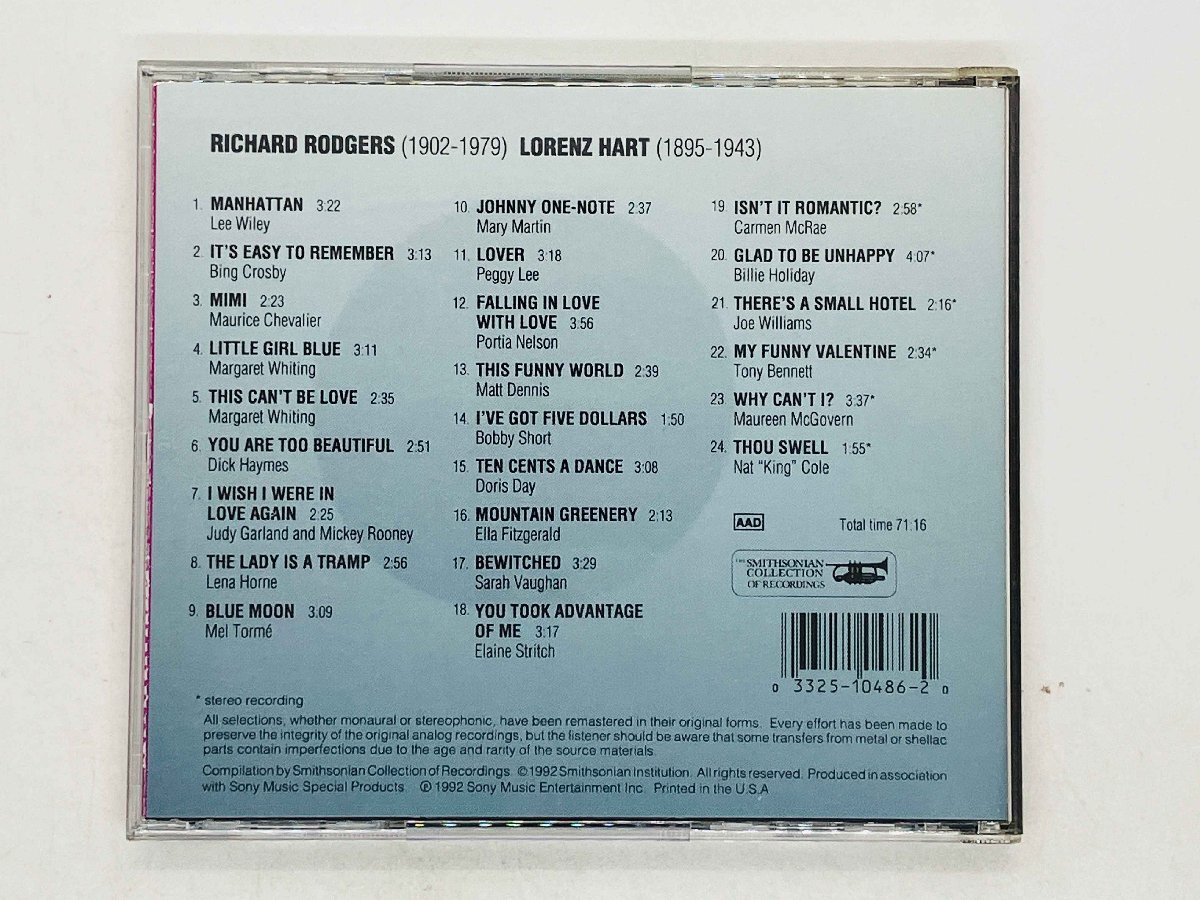 RICHARD RODGERS (1902-1979) LORENZ HART (1895-1943)
1. MANHATTAN 3:22
Lee Wiley
2. IT'S EASY TO REMEMBER 3:13
Bing Crosby
3. MIMI 2:23
Maurice Chevalier
4. LITTLE GIRL BLUE 3:11
Margaret Whiting
5. THIS CAN'T BE LOVE 2:35
Margaret Whiting
6. YOU ARE TOO BEAUTIFUL 2:51
Dick Haymes
7. I WISH I WERE IN
LOVE AGAIN 2:25
Judy Garland and Mickey Rooney
8. THE LADY IS A TRAMP 2:56
Lena Horne
9. BLUE MOON 3:09
Mel Tormé
10. JOHNNY ONE-NOTE 2:37
Mary Martin
11. LOVER 3:18
Peggy Lee
12. FALLING IN LOVE
WITH LOVE 3:56
Portia Nelson
13. THIS FUNNY WORLD 2:39
Matt Dennis
14. I'VE GOT FIVE DOLLARS 1:50
Bobby Short
15. TEN CENTS A DANCE 3:08
Doris Day
16. MOUNTAIN GREENERY 2:13
Ella Fitzgerald
17. BEWITCHED 3:29
Sarah Vaughan
18. YOU TOOK ADVANTAGE
OF ME 3:17
Elaine Stritch
19. ISN'T IT ROMANTIC? 2:58*
Carmen McRae
20. GLAD TO BE UNHAPPY 4:07*
Billie Holiday
21. THERE'S A SMALL HOTEL 2:16*
Joe Williams
22. MY FUNNY VALENTINE 2:34*
Tony Bennett
23. WHY CAN'T I? 3:37*
Maureen McGovern
24. THOU SWELL 1:55*
Nat "King" Cole
AAD Total time 71:16
THE SMITHSONIAN
COLLECTION
OF RECORDINGS
0 3325-10486-2 0
* stereo recording
All selections, whether monaural or stereophonic, have been remastered in their original forms. Every effort has been made to
preserve the integrity of the original analog recordings, but the listener should be aware that some transfers from metal or shellac
parts contain imperfections due to the age and rarity of the source materials.
Compilation by Smithsonian Collection of Recordings. ©1992 Smithsonian Institution. All rights reserved. Produced in association
with Sony Music Special Products. ℗ 1992 Sony Music Entertainment Inc. Printed in the U.S.A